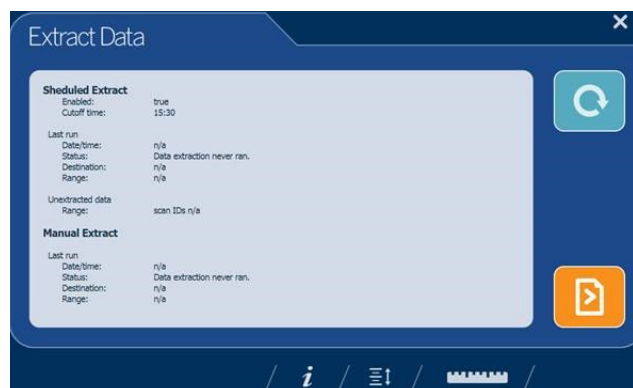 Extract Data
Sheduled Extract
Enabled: true
Cutoff time: 15:30
Last run
Date/time: n/a
Status: Data extraction never ran.
Destination: n/a
Range: n/a
Unextracted data
Range: scan IDs n/a
Manual Extract
Last run
Date/time: n/a
Status: Data extraction never ran.
Destination: n/a
Range: n/a